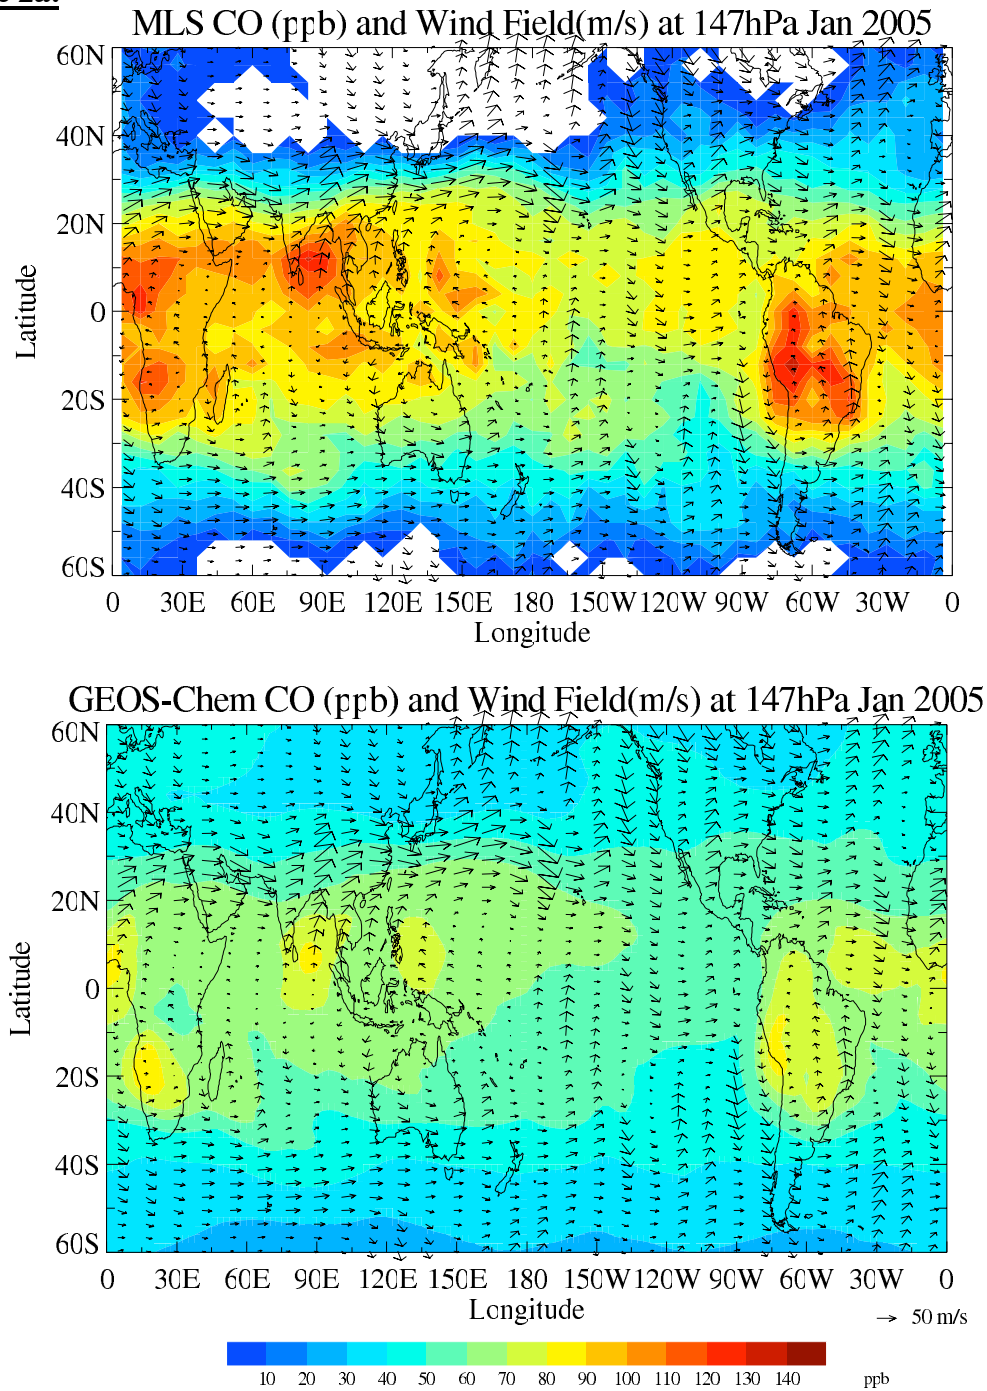 MLS CO (ppb) and Wind Field(m/s) at 147hPa Jan 2005
60N
40N
20N
0
20S
40S
60S
Latitude
0 30E 60E 90E 120E 150E 180 150W 120W 90W 60W 30W 0
Longitude
GEOS-Chem CO (ppb) and Wind Field(m/s) at 147hPa Jan 2005
60N
40N
20N
0
20S
40S
60S
Latitude
0 30E 60E 90E 120E 150E 180 150W 120W 90W 60W 30W 0
Longitude
50 m/s
10 20 30 40 50 60 70 80 90 100 110 120 130 140 ppb